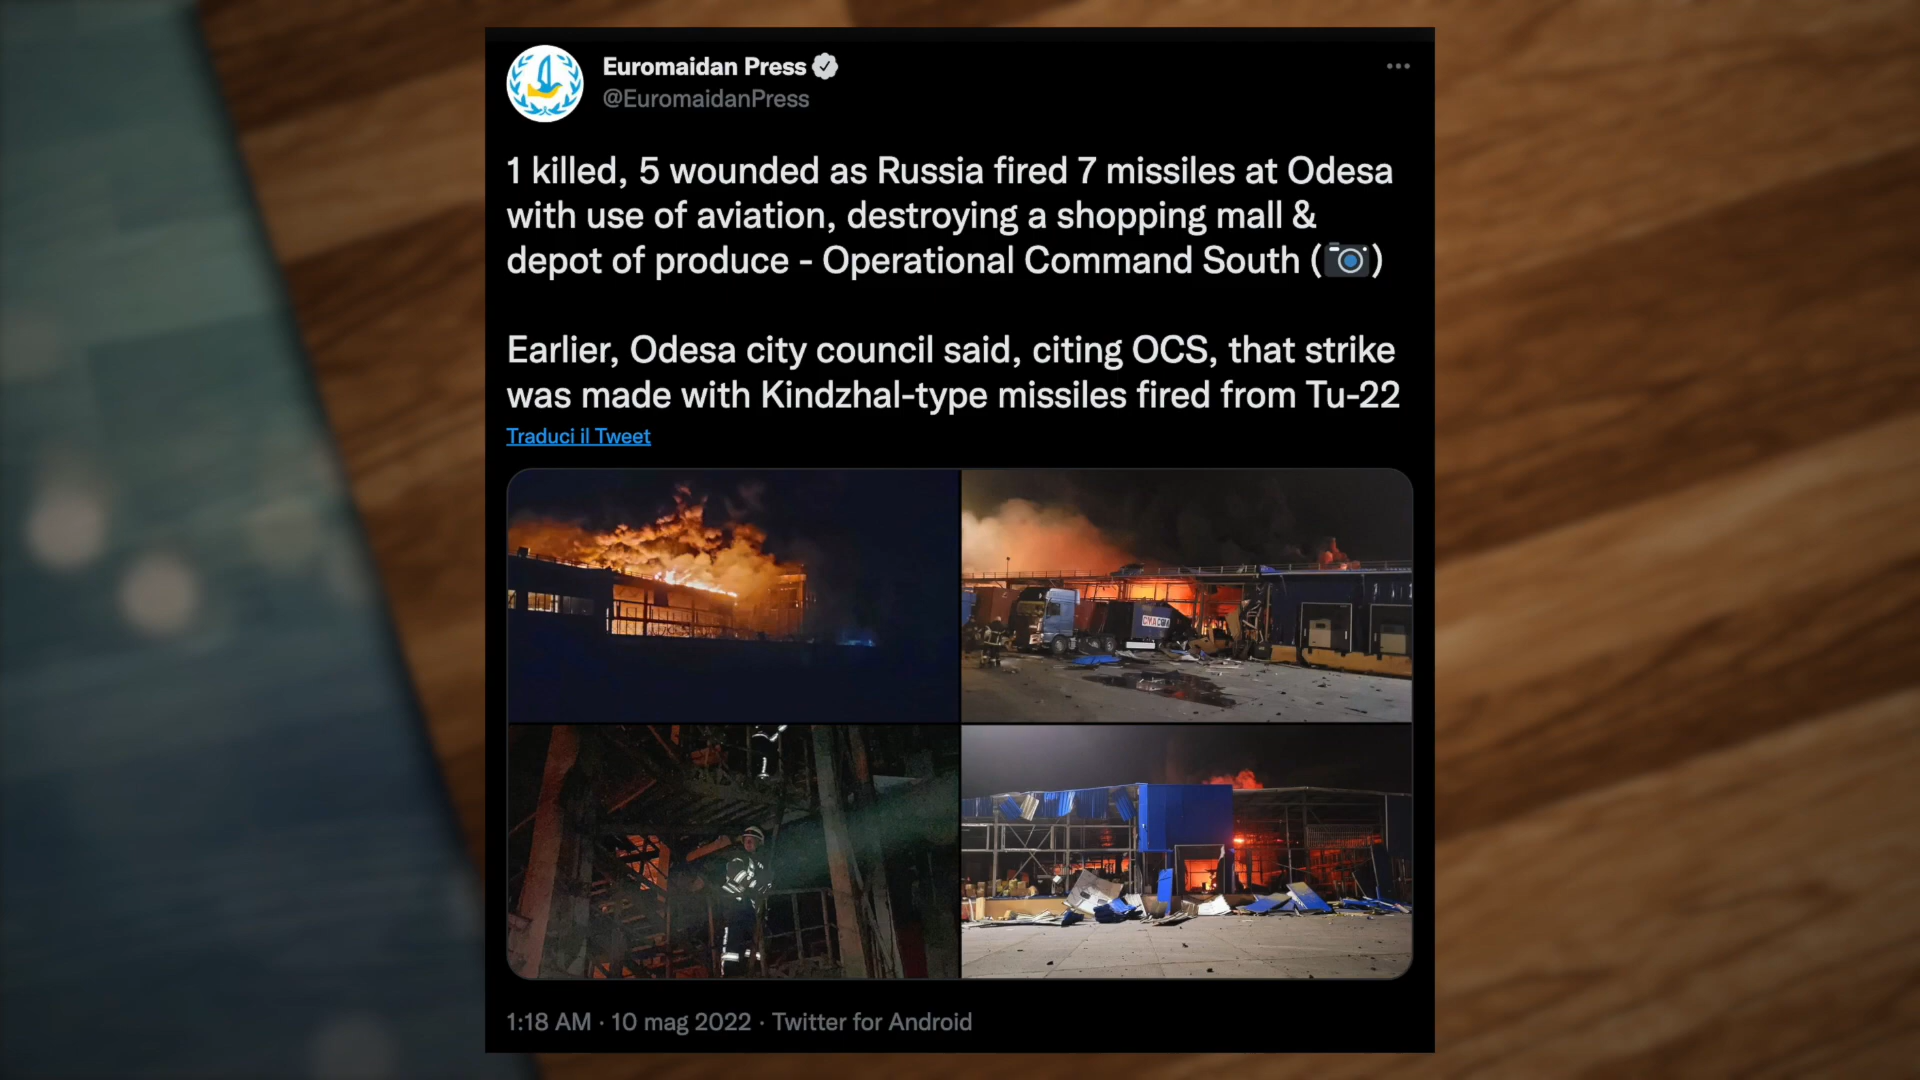 Euromaidan Press
@EuromaidanPress
1 killed, 5 wounded as Russia fired 7 missiles at Odesa
with use of aviation, destroying a shopping mall &
depot of produce - Operational Command South (📷)
Earlier, Odesa city council said, citing OCS, that strike
was made with Kindzhal-type missiles fired from Tu-22
Traduci il Tweet
CMA CGM
1:18 AM · 10 mag 2022 · Twitter for Android